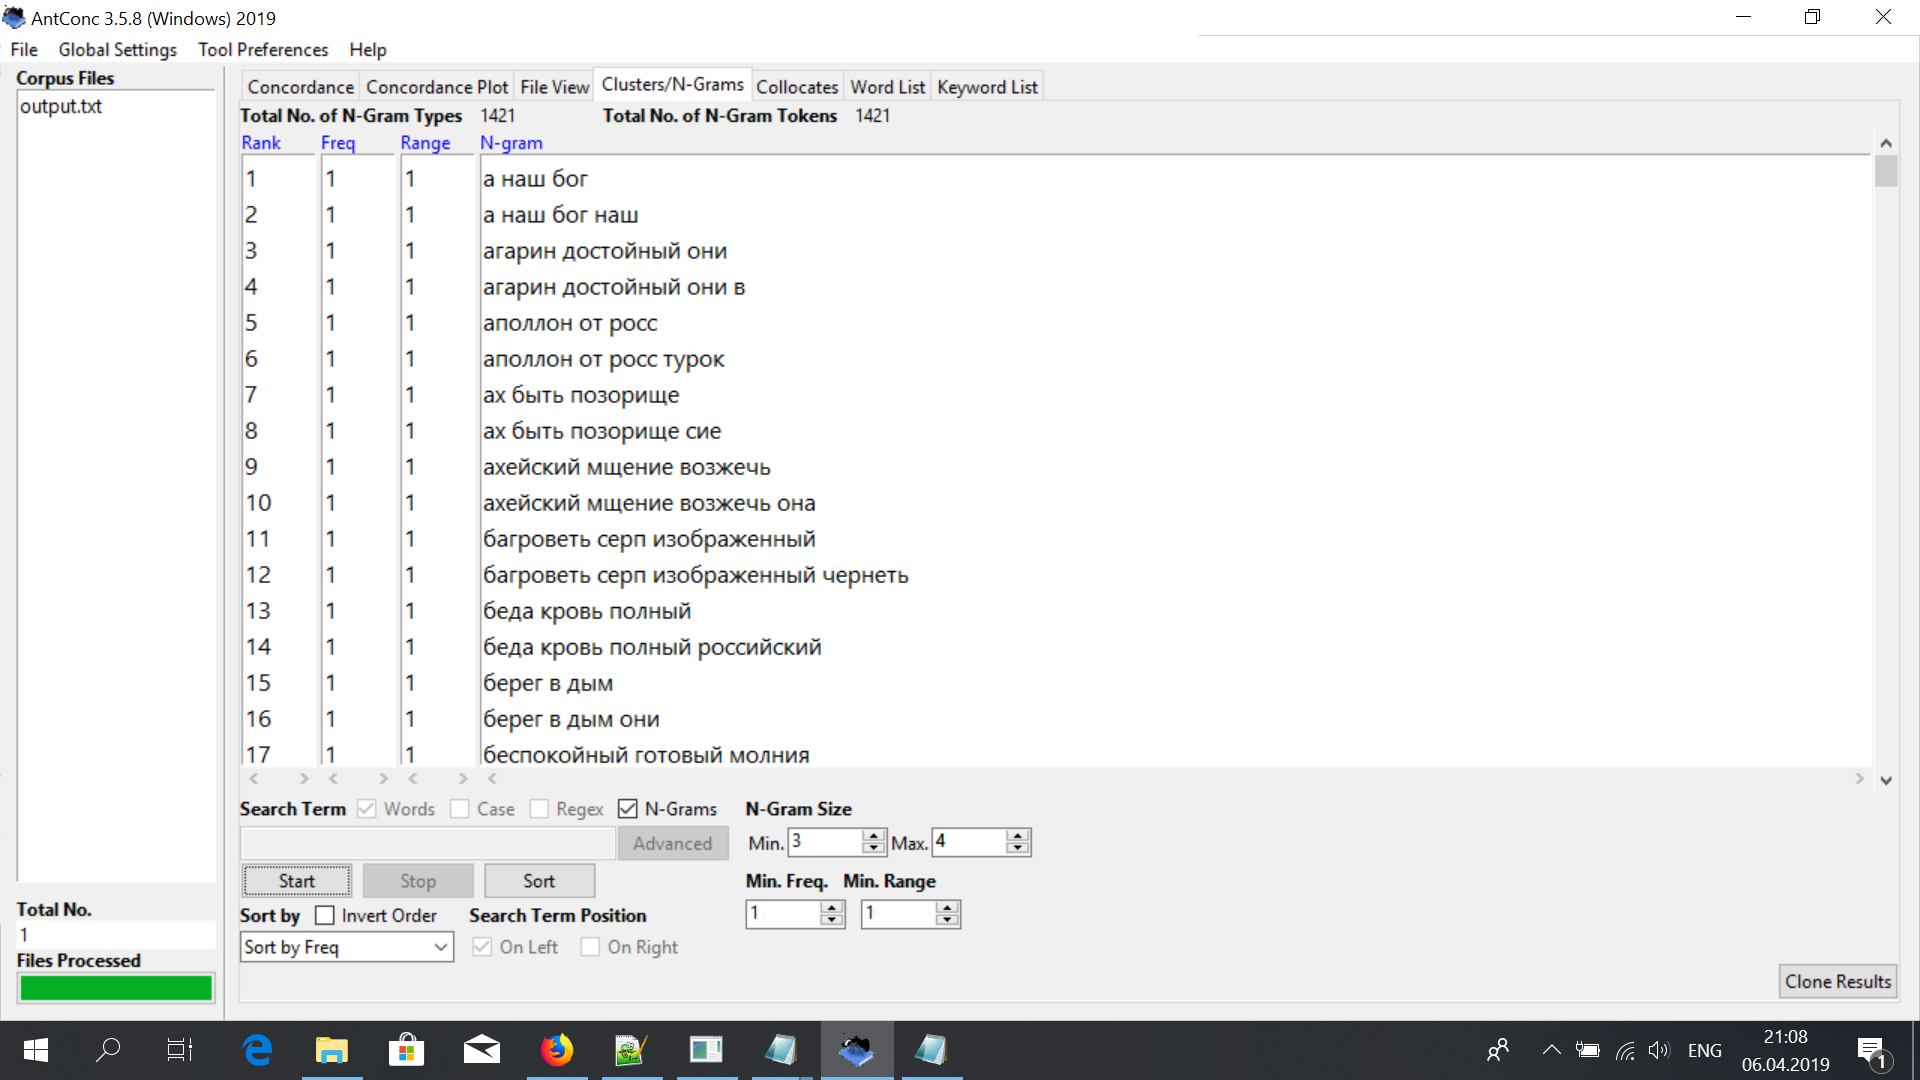 AntConc 3.5.8 (Windows) 2019
File Global Settings Tool Preferences Help
Corpus Files
output.txt
Concordance Concordance Plot File View Clusters/N-Grams Collocates Word List Keyword List
Total No. of N-Gram Types 1421 Total No. of N-Gram Tokens 1421
Rank Freq Range N-gram
1 1 1 а наш бог
2 1 1 а наш бог наш
3 1 1 агарин достойный они
4 1 1 агарин достойный они в
5 1 1 аполлон от росс
6 1 1 аполлон от росс турок
7 1 1 ах быть позорище
8 1 1 ах быть позорище сие
9 1 1 ахейский мщение возжечь
10 1 1 ахейский мщение возжечь она
11 1 1 багроветь серп изображенный
12 1 1 багроветь серп изображенный чернеть
13 1 1 беда кровь полный
14 1 1 беда кровь полный российский
15 1 1 берег в дым
16 1 1 берег в дым они
17 1 1 беспокойный готовый молния
Search Term Words Case Regex N-Grams N-Gram Size
Advanced Min. 3 Max. 4
Start Stop Sort Min. Freq. Min. Range
Sort by Invert Order Search Term Position 1 1
Sort by Freq On Left On Right
Total No.
1
Files Processed
Clone Results
ENG 21:08
06.04.2019 1